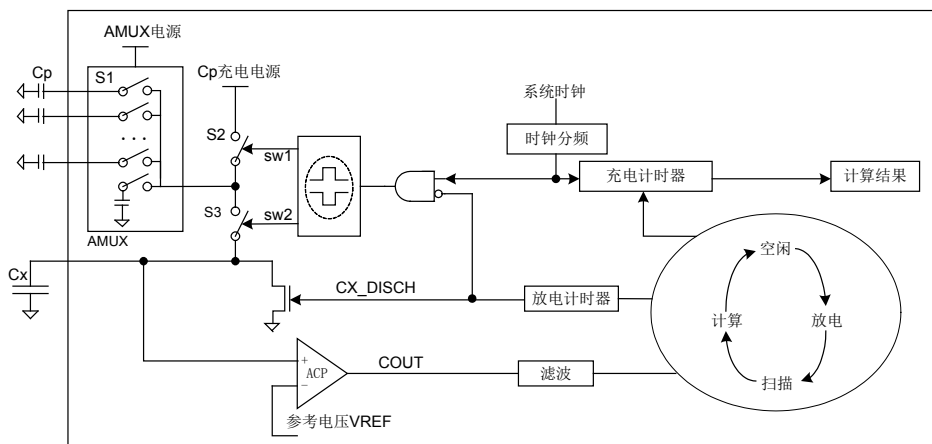 AMUX电源
Cp
S1
Cp充电电源
系统时钟
S2
sw1
时钟分频
充电计时器
计算结果
...
S3
sw2
AMUX
Cx
CX_DISCH
放电计时器
空闲
计算
放电
扫描
+
ACP
−
COUT
滤波
参考电压VREF